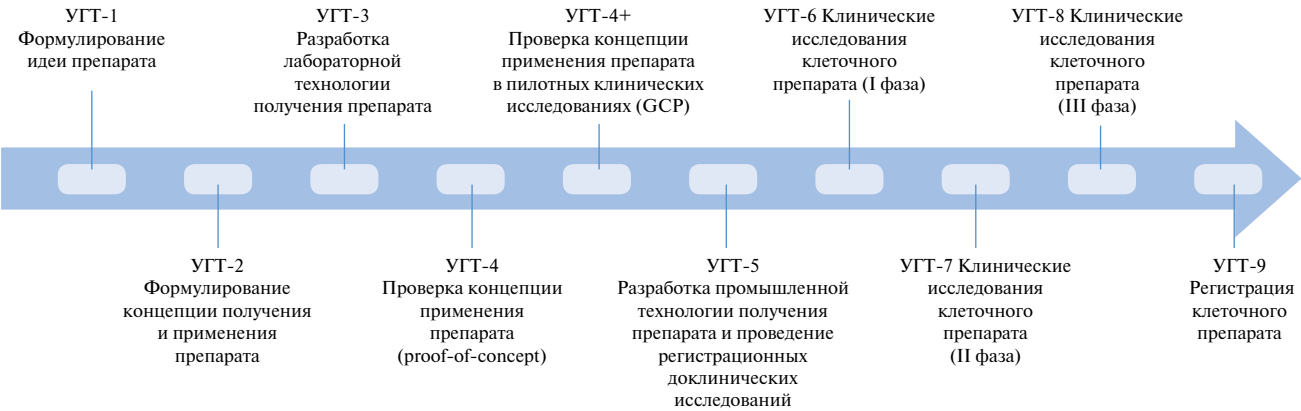 УГТ-1
Формулирование
идеи препарата
УГТ-3
Разработка
лабораторной
технологии
получения препарата
УГТ-4+
Проверка концепции
применения препарата
в пилотных клинических
исследованиях (GCP)
УГТ-6 Клинические
исследования
клеточного
препарата (I фаза)
УГТ-8 Клинические
исследования
клеточного
препарата
(III фаза)
УГТ-2
Формулирование
концепции получения
и применения
препарата
УГТ-4
Проверка концепции
применения
препарата
(proof-of-concept)
УГТ-5
Разработка промышленной
технологии получения
препарата и проведение
регистрационных
доклинических
исследований
УГТ-7 Клинические
исследования
клеточного
препарата
(II фаза)
УГТ-9
Регистрация
клеточного
препарата